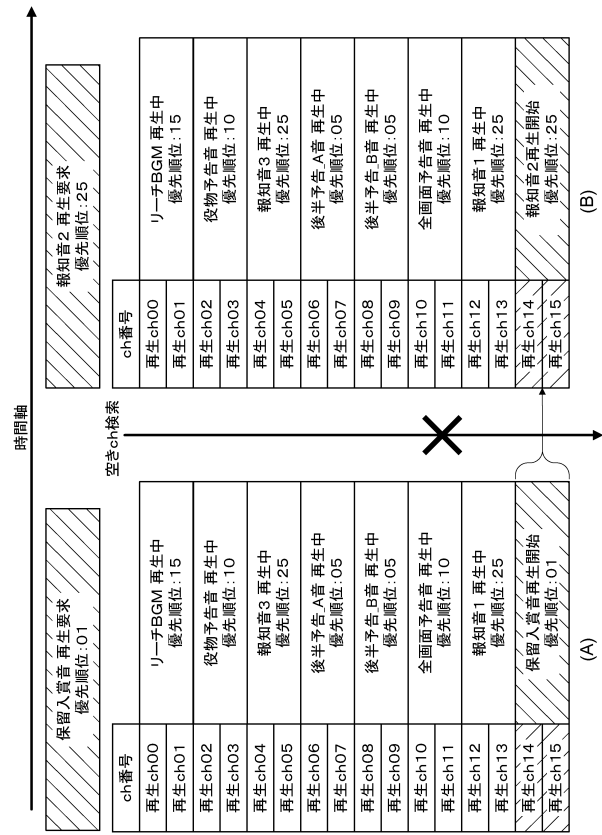 時間軸
保留入賞音 再生要求
優先順位:01
ch番号
再生ch00
再生ch01
リーチBGM 再生中
優先順位:15
再生ch02
再生ch03
役物予告音 再生中
優先順位:10
再生ch04
再生ch05
報知音3 再生中
優先順位:25
再生ch06
再生ch07
後半予告_A音 再生中
優先順位:05
再生ch08
再生ch09
後半予告_B音 再生中
優先順位:05
再生ch10
再生ch11
全画面予告音 再生中
優先順位:10
再生ch12
再生ch13
報知音1 再生中
優先順位:25
再生ch14
再生ch15
保留入賞音再生開始
優先順位:01
(A)
空きch検索
報知音2 再生要求
優先順位:25
ch番号
再生ch00
再生ch01
リーチBGM 再生中
優先順位:15
再生ch02
再生ch03
役物予告音 再生中
優先順位:10
再生ch04
再生ch05
報知音3 再生中
優先順位:25
再生ch06
再生ch07
後半予告_A音 再生中
優先順位:05
再生ch08
再生ch09
後半予告_B音 再生中
優先順位:05
再生ch10
再生ch11
全画面予告音 再生中
優先順位:10
再生ch12
再生ch13
報知音1 再生中
優先順位:25
再生ch14
再生ch15
報知音2再生開始
優先順位:25
(B)